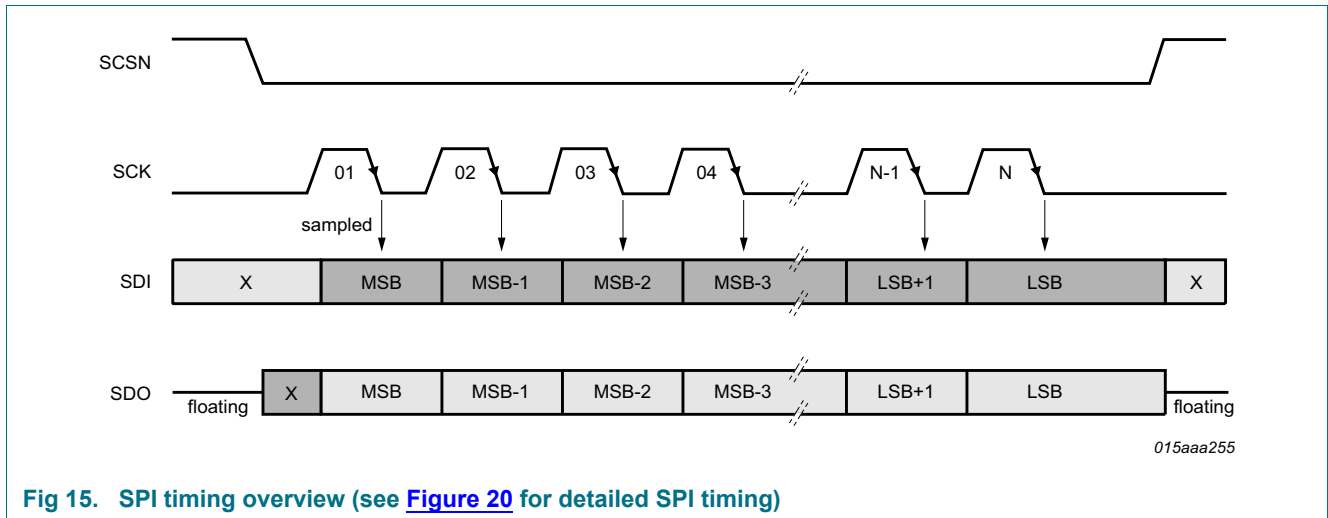 SCSN
SCK
01 02 03 04 N-1 N
sampled
SDI
X MSB MSB-1 MSB-2 MSB-3 LSB+1 LSB X
SDO
floating
X MSB MSB-1 MSB-2 MSB-3 LSB+1 LSB
floating
015aaa255
Fig 15. SPI timing overview (see Figure 20 for detailed SPI timing)